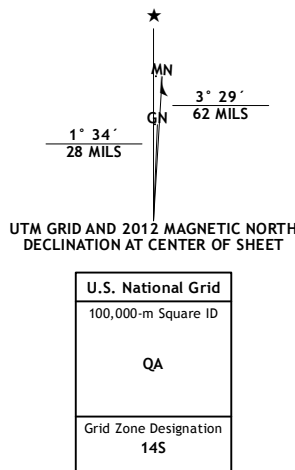 MN
GN
3° 29´
62 MILS
1° 34´
28 MILS
UTM GRID AND 2012 MAGNETIC NORTH
DECLINATION AT CENTER OF SHEET
U.S. National Grid
100,000-m Square ID
QA
Grid Zone Designation
14S